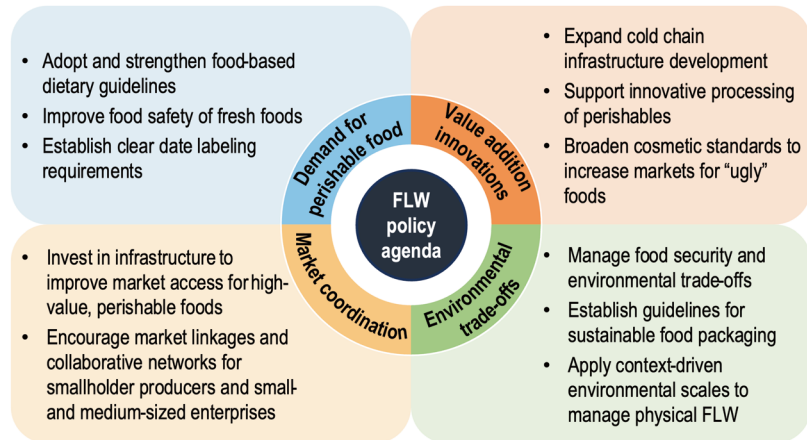 • Adopt and strengthen food-based
dietary guidelines
• Improve food safety of fresh foods
• Establish clear date labeling
requirements
• Expand cold chain
infrastructure development
• Support innovative processing
of perishables
• Broaden cosmetic standards to
increase markets for “ugly”
foods
Demand for
perishable food
Value addition
innovations
FLW
policy
agenda
Market coordination
Environmental
trade-offs
• Invest in infrastructure to
improve market access for high-
value, perishable foods
• Encourage market linkages and
collaborative networks for
smallholder producers and small-
and medium-sized enterprises
• Manage food security and
environmental trade-offs
• Establish guidelines for
sustainable food packaging
• Apply context-driven
environmental scales to
manage physical FLW